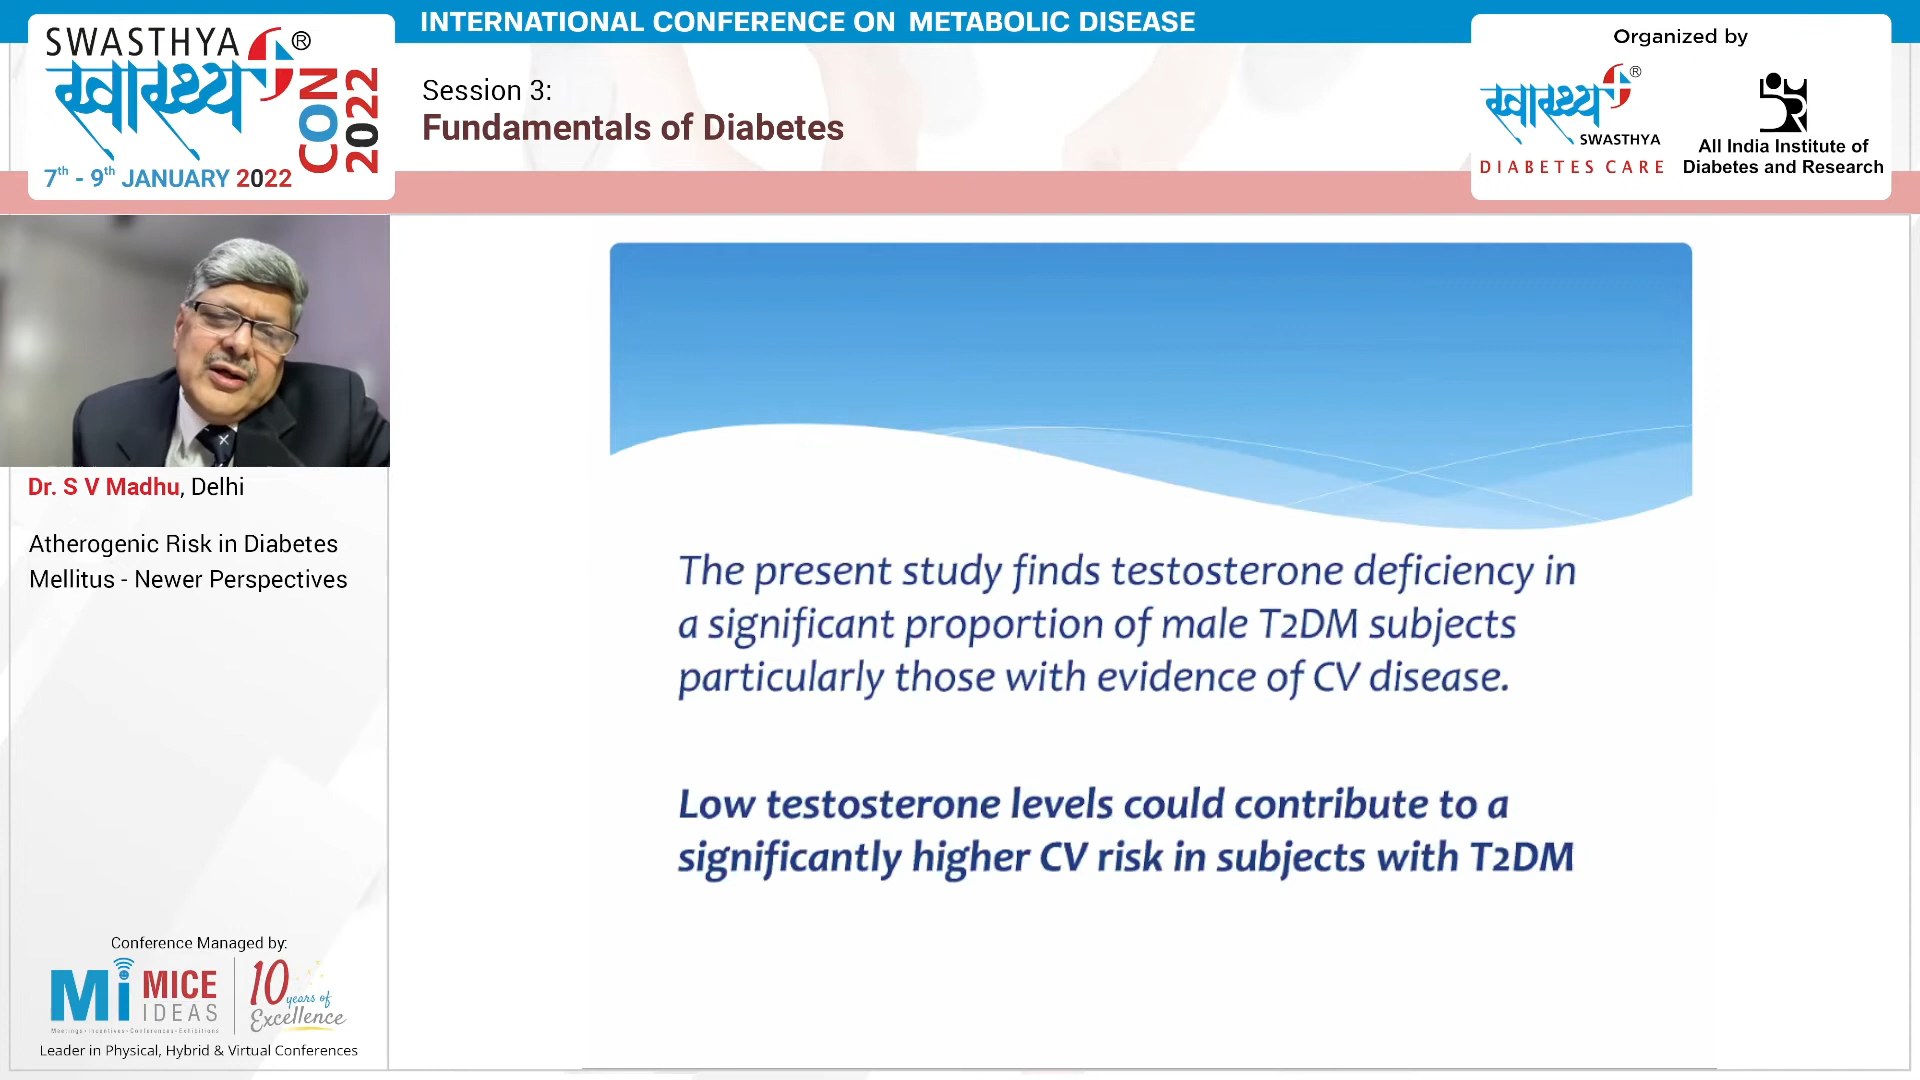 INTERNATIONAL CONFERENCE ON METABOLIC DISEASE
SWASTHYA ®
स्वास्थ्य
CON 2022
7th - 9th JANUARY 2022
Session 3:
Fundamentals of Diabetes
Organized by
स्वास्थ्य ®
SWASTHYA
DIABETES CARE
All India Institute of
Diabetes and Research
Dr. S V Madhu, Delhi
Atherogenic Risk in Diabetes
Mellitus - Newer Perspectives
The present study finds testosterone deficiency in
a significant proportion of male T2DM subjects
particularly those with evidence of CV disease.
Low testosterone levels could contribute to a
significantly higher CV risk in subjects with T2DM
Conference Managed by:
Mi MICE
IDEAS
Meetings•Incentives•Conferences•Exhibitions
10
years of
Excellence
Leader in Physical, Hybrid & Virtual Conferences